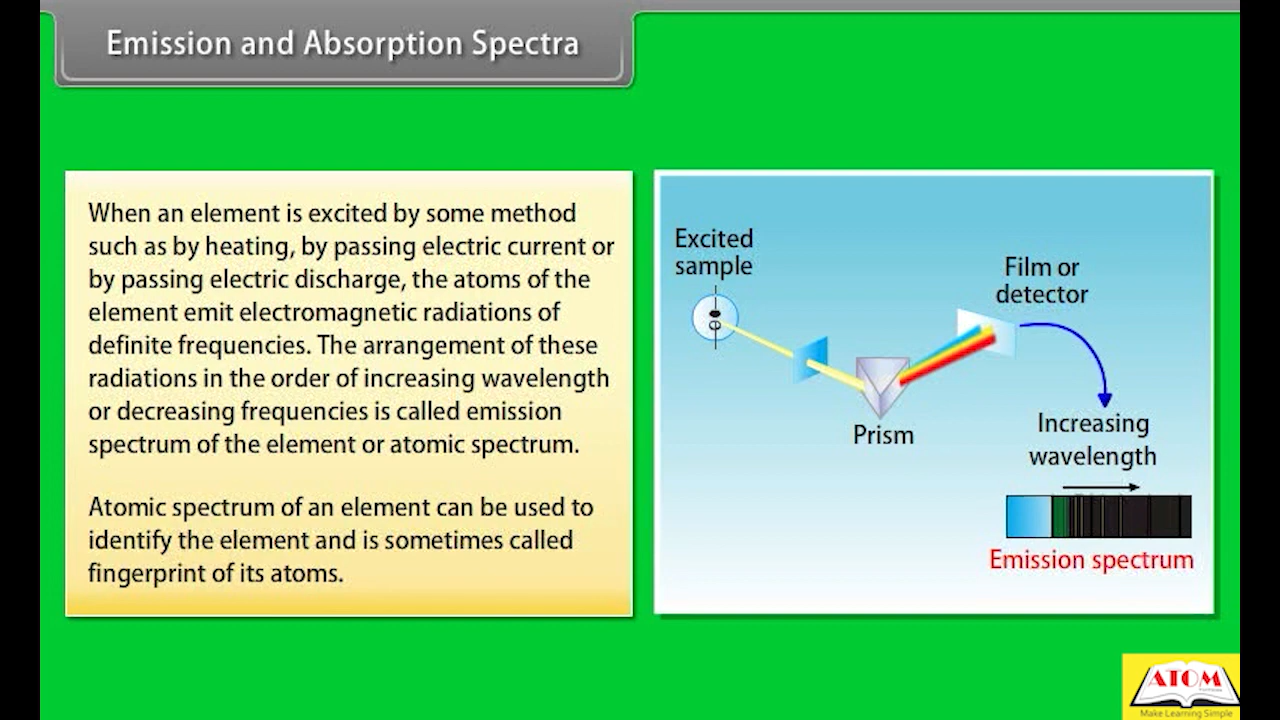 Emission and Absorption Spectra
When an element is excited by some method
such as by heating, by passing electric current or
by passing electric discharge, the atoms of the
element emit electromagnetic radiations of
definite frequencies. The arrangement of these
radiations in the order of increasing wavelength
or decreasing frequencies is called emission
spectrum of the element or atomic spectrum.
Atomic spectrum of an element can be used to
identify the element and is sometimes called
fingerprint of its atoms.
Excited
sample
Film or
detector
Prism
Increasing
wavelength
Emission spectrum
ATOM
Make Learning Simple